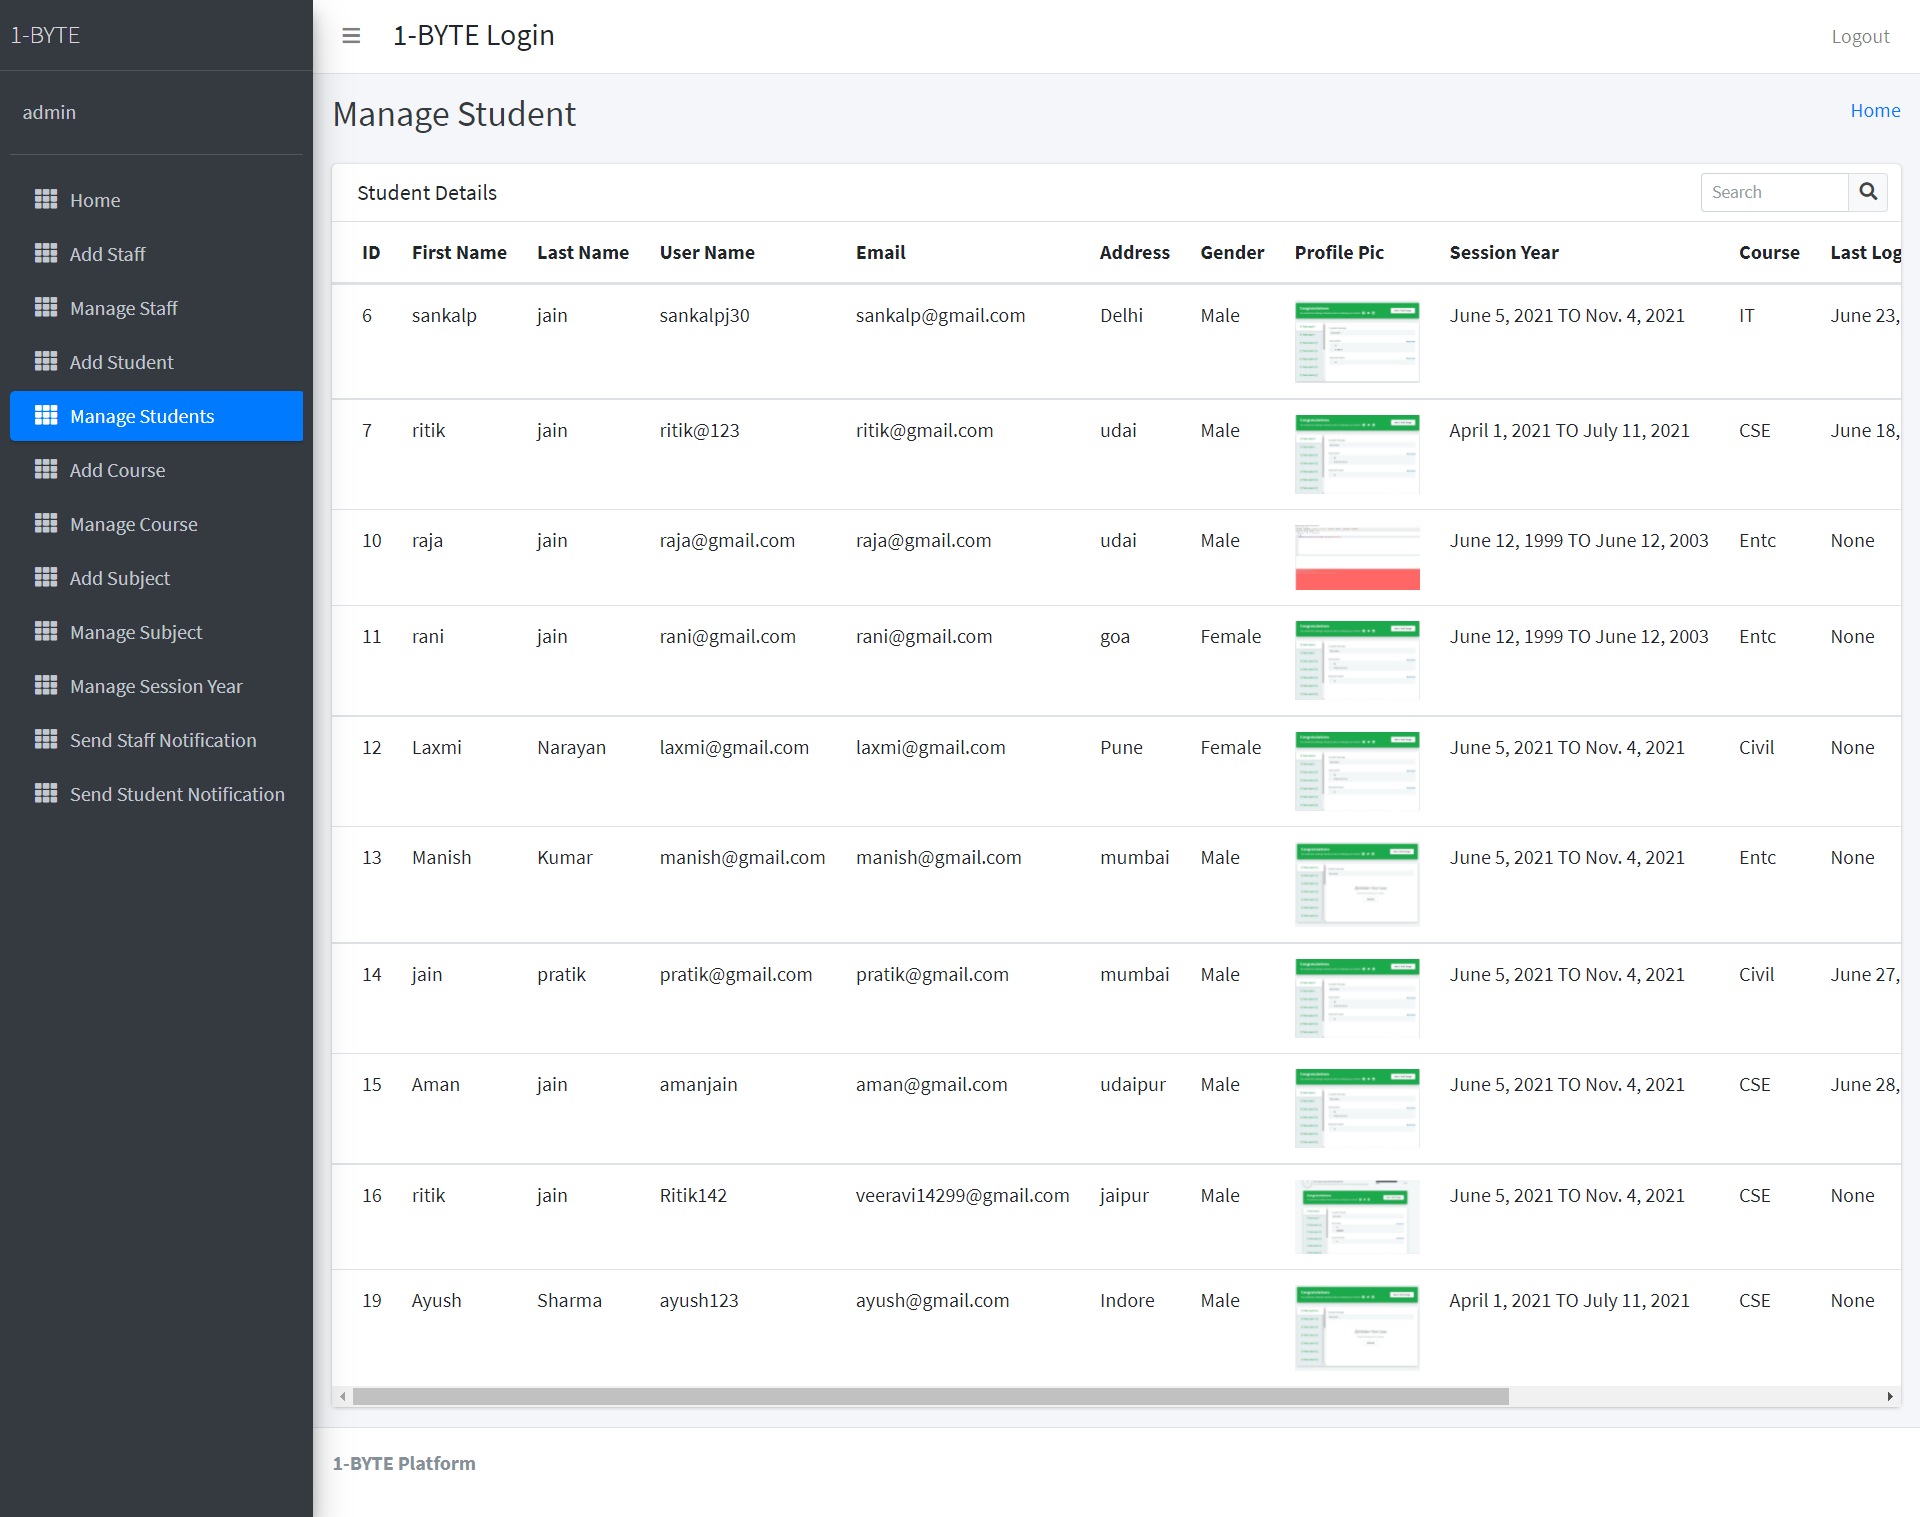 1-BYTE
admin
Home
Add Staff
Manage Staff
Add Student
Manage Students
Add Course
Manage Course
Add Subject
Manage Subject
Manage Session Year
Send Staff Notification
Send Student Notification
1-BYTE Login
Logout
Manage Student
Home
Student Details
Search
ID First Name Last Name User Name Email Address Gender Profile Pic Session Year Course Last Log
6 sankalp jain sankalpj30 sankalp@gmail.com Delhi Male June 5, 2021 TO Nov. 4, 2021 IT June 23,
7 ritik jain ritik@123 ritik@gmail.com udai Male April 1, 2021 TO July 11, 2021 CSE June 18,
10 raja jain raja@gmail.com raja@gmail.com udai Male June 12, 1999 TO June 12, 2003 Entc None
11 rani jain rani@gmail.com rani@gmail.com goa Female June 12, 1999 TO June 12, 2003 Entc None
12 Laxmi Narayan laxmi@gmail.com laxmi@gmail.com Pune Female June 5, 2021 TO Nov. 4, 2021 Civil None
13 Manish Kumar manish@gmail.com manish@gmail.com mumbai Male June 5, 2021 TO Nov. 4, 2021 Entc None
14 jain pratik pratik@gmail.com pratik@gmail.com mumbai Male June 5, 2021 TO Nov. 4, 2021 Civil June 27,
15 Aman jain amanjain aman@gmail.com udaipur Male June 5, 2021 TO Nov. 4, 2021 CSE June 28,
16 ritik jain Ritik142 veeravi14299@gmail.com jaipur Male June 5, 2021 TO Nov. 4, 2021 CSE None
19 Ayush Sharma ayush123 ayush@gmail.com Indore Male April 1, 2021 TO July 11, 2021 CSE None
1-BYTE Platform